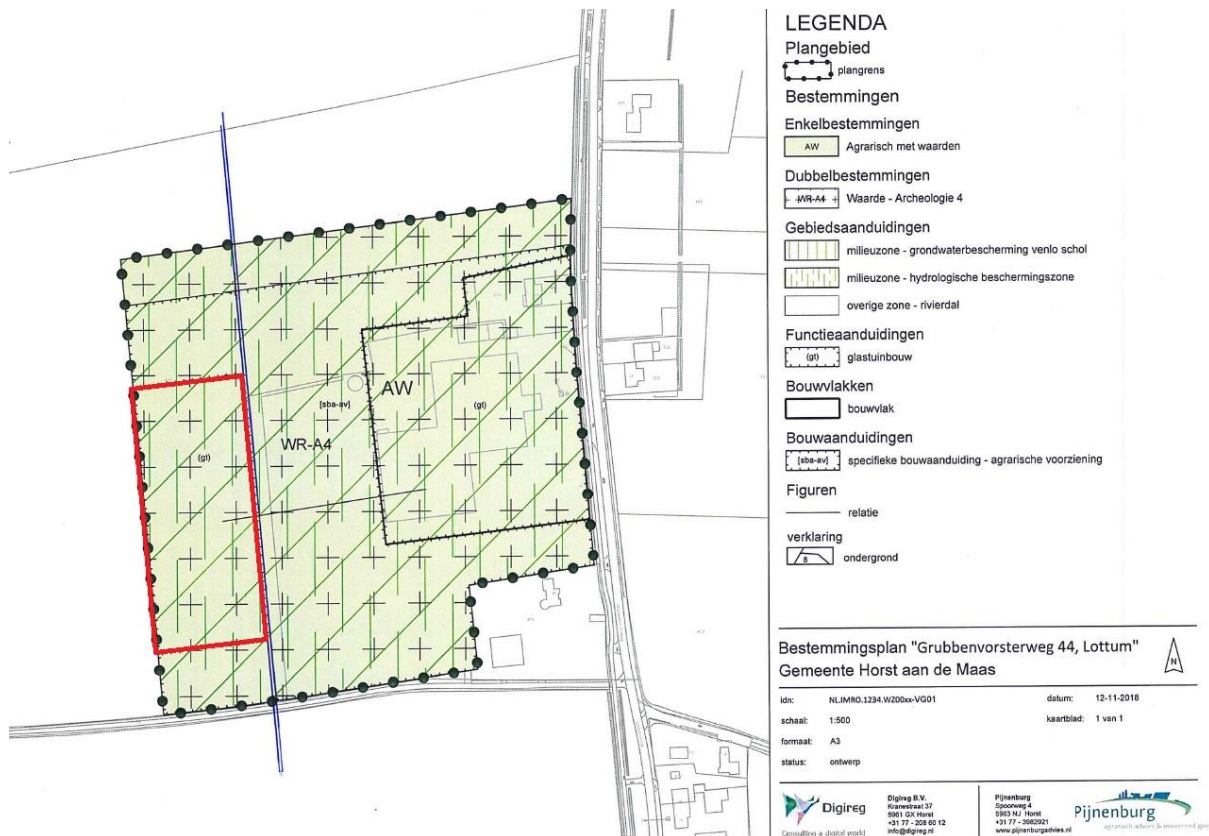 AW
[sba-av]
(gt)
WR-A4
(gt)
LEGENDA
Plangebied
plangrens
Bestemmingen
Enkelbestemmingen
AW Agrarisch met waarden
Dubbelbestemmingen
WR-A4 Waarde - Archeologie 4
Gebiedsaanduidingen
milieuzone - grondwaterbescherming venlo schol
milieuzone - hydrologische beschermingszone
overige zone - rivierdal
Functieaanduidingen
(gt) glastuinbouw
Bouwvlakken
bouwvlak
Bouwaanduidingen
[sba-av] specifieke bouwaanduiding - agrarische voorziening
Figuren
relatie
verklaring
8 ondergrond
Bestemmingsplan "Grubbenvorsterweg 44, Lottum"
Gemeente Horst aan de Maas
N
idn: NL.IMRO.1234.WZ00xx-VG01 datum: 12-11-2018
schaal: 1:500 kaartblad: 1 van 1
formaat: A3
status: ontwerp
Digireg
Consulting a digital world
Digireg B.V.
Kranestraat 37
5961 GX Horst
+31 77 - 208 60 12
info@digireg.nl
Pijnenburg
Spoorweg 4
5963 NJ Horst
+31 77 - 3982921
www.pijnenburgadvies.nl
Pijnenburg
agrarisch advies &